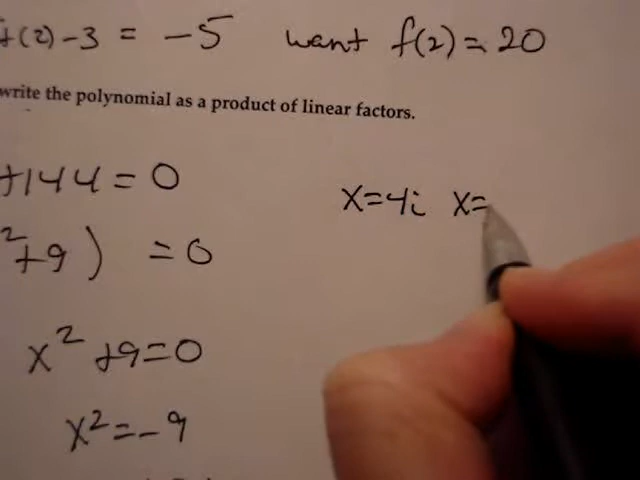 f(2) - 3 = -5 want f(2) = 20
write the polynomial as a product of linear factors.
+144 = 0
x=4i x=
2+9) = 0
x² + 9 = 0
x² = -9